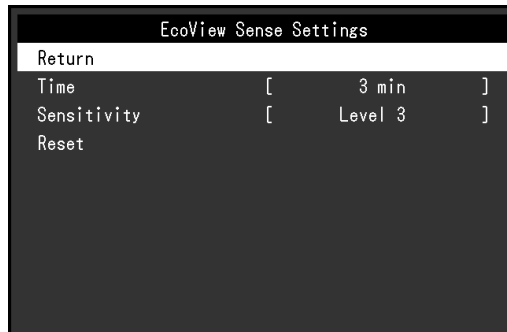 EcoView Sense Settings
Return
Time [ 3 min ]
Sensitivity [ Level 3 ]
Reset